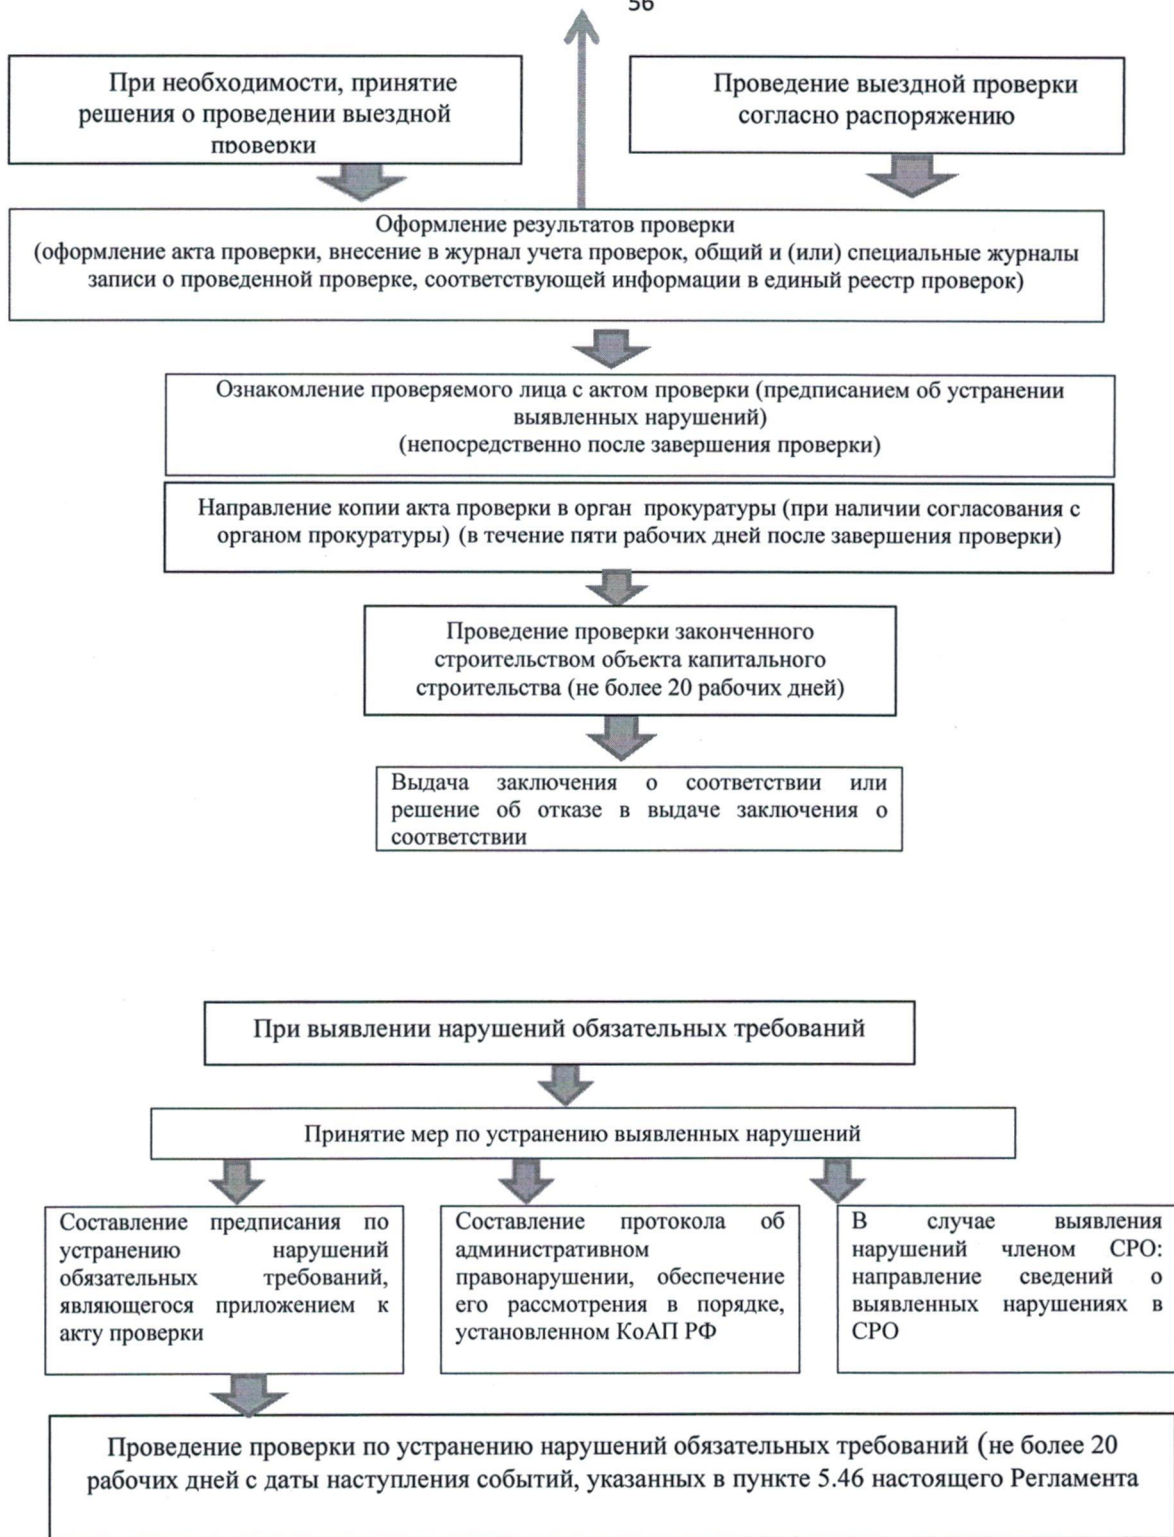 56
При необходимости, принятие
решения о проведении выездной
проверки
Проведение выездной проверки
согласно распоряжению
Оформление результатов проверки
(оформление акта проверки, внесение в журнал учета проверок, общий и (или) специальные журналы
записи о проведенной проверке, соответствующей информации в единый реестр проверок)
Ознакомление проверяемого лица с актом проверки (предписанием об устранении
выявленных нарушений)
(непосредственно после завершения проверки)
Направление копии акта проверки в орган прокуратуры (при наличии согласования с
органом прокуратуры) (в течение пяти рабочих дней после завершения проверки)
Проведение проверки законченного
строительством объекта капитального
строительства (не более 20 рабочих дней)
Выдача заключения о соответствии или
решение об отказе в выдаче заключения о
соответствии
При выявлении нарушений обязательных требований
Принятие мер по устранению выявленных нарушений
Составление предписания по
устранению нарушений
обязательных требований,
являющегося приложением к
акту проверки
Составление протокола об
административном
правонарушении, обеспечение
его рассмотрения в порядке,
установленном КоАП РФ
В случае выявления
нарушений членом СРО:
направление сведений о
выявленных нарушениях в
СРО
Проведение проверки по устранению нарушений обязательных требований (не более 20
рабочих дней с даты наступления событий, указанных в пункте 5.46 настоящего Регламента